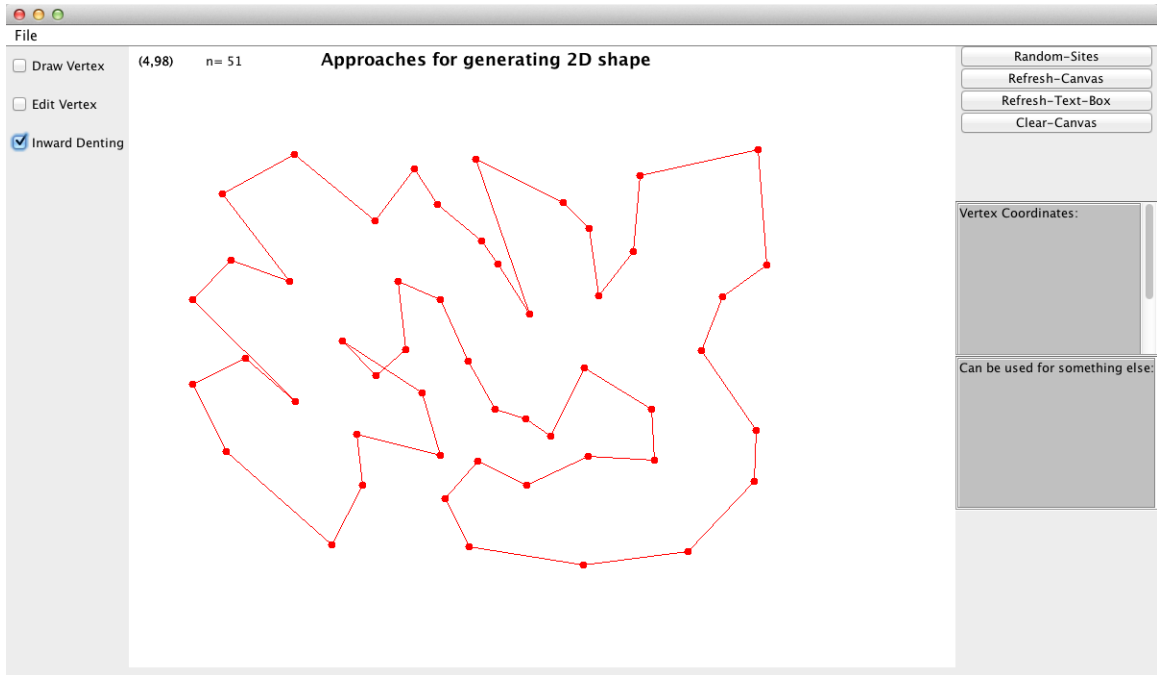 File
Draw Vertex
Edit Vertex
Inward Denting
(4,98) n= 51 Approaches for generating 2D shape
Random-Sites
Refresh-Canvas
Refresh-Text-Box
Clear-Canvas
Vertex Coordinates:
Can be used for something else: